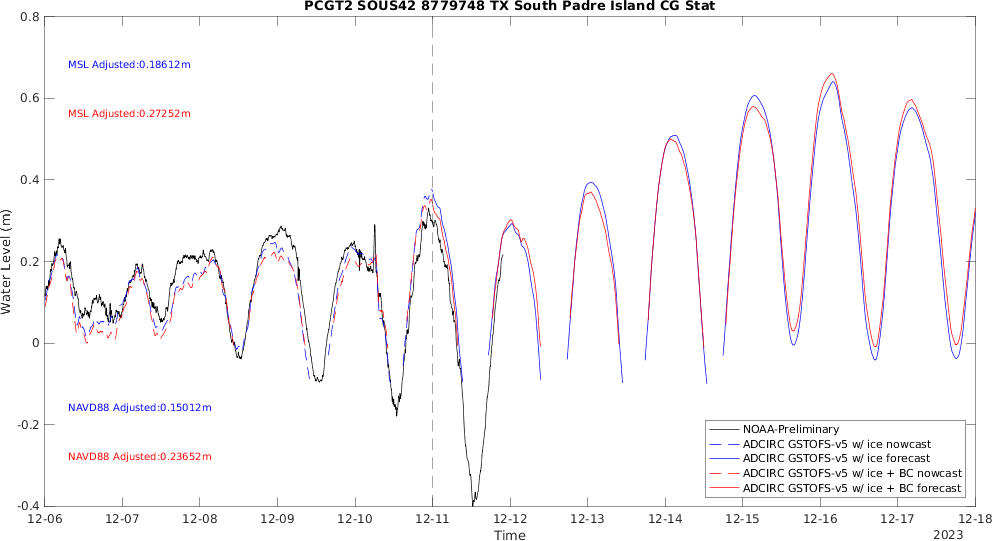 PCGT2 SOUS42 8779748 TX South Padre Island CG Stat
0.8
0.6
0.4
0.2
0
-0.2
-0.4
Water Level (m)
MSL Adjusted:0.18612m
MSL Adjusted:0.27252m
NAVD88 Adjusted:0.15012m
NAVD88 Adjusted:0.23652m
NOAA-Preliminary
ADCIRC GSTOFS-v5 w/ ice nowcast
ADCIRC GSTOFS-v5 w/ ice forecast
ADCIRC GSTOFS-v5 w/ ice + BC nowcast
ADCIRC GSTOFS-v5 w/ ice + BC forecast
12-06 12-07 12-08 12-09 12-10 12-11 12-12 12-13 12-14 12-15 12-16 12-17 12-18
Time
2023